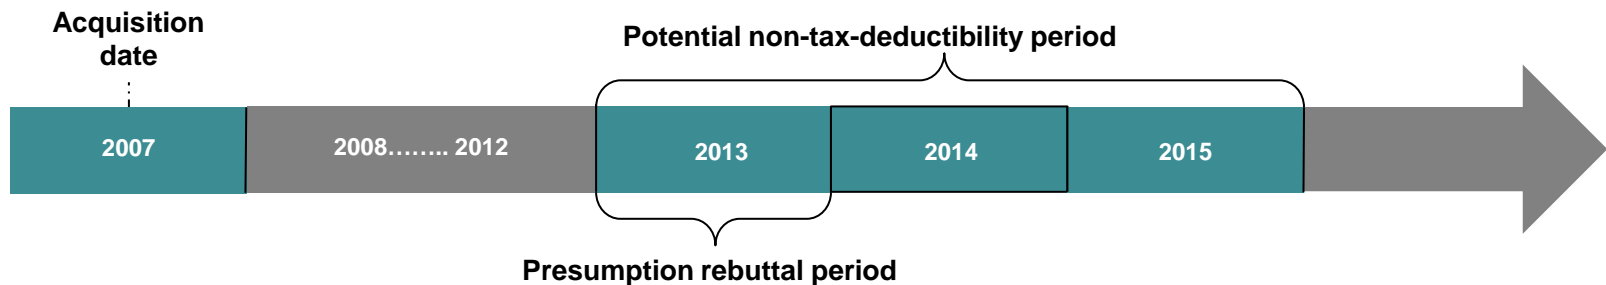 Acquisition
date
Potential non-tax-deductibility period
2007
2008…….. 2012
2013
2014
2015
Presumption rebuttal period